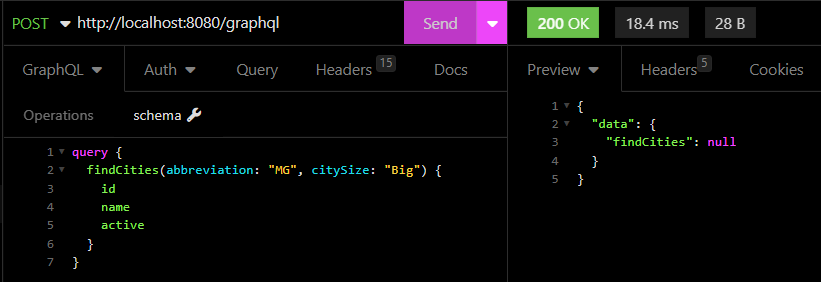 POST http://localhost:8080/graphql Send 200 OK 18.4 ms 28 B
GraphQL Auth Query Headers 15 Docs Preview Headers 5 Cookies
Operations schema
1 query {
2 findCities(abbreviation: "MG", citySize: "Big") {
3 id
4 name
5 active
6 }
7 }
1 {
2 "data": {
3 "findCities": null
4 }
5 }